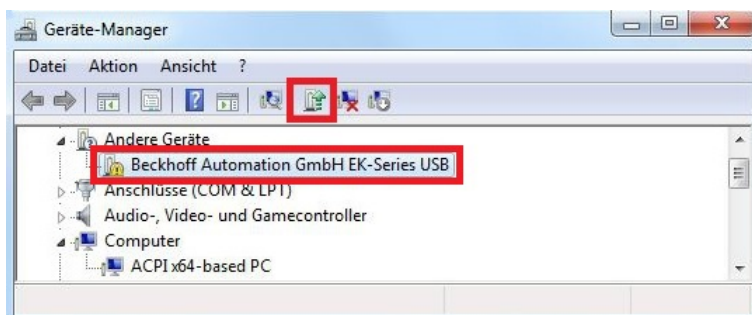 Geräte-Manager
Datei Aktion Ansicht ?
Andere Geräte
Beckhoff Automation GmbH EK-Series USB
Anschlüsse (COM & LPT)
Audio-, Video- und Gamecontroller
Computer
ACPI x64-based PC